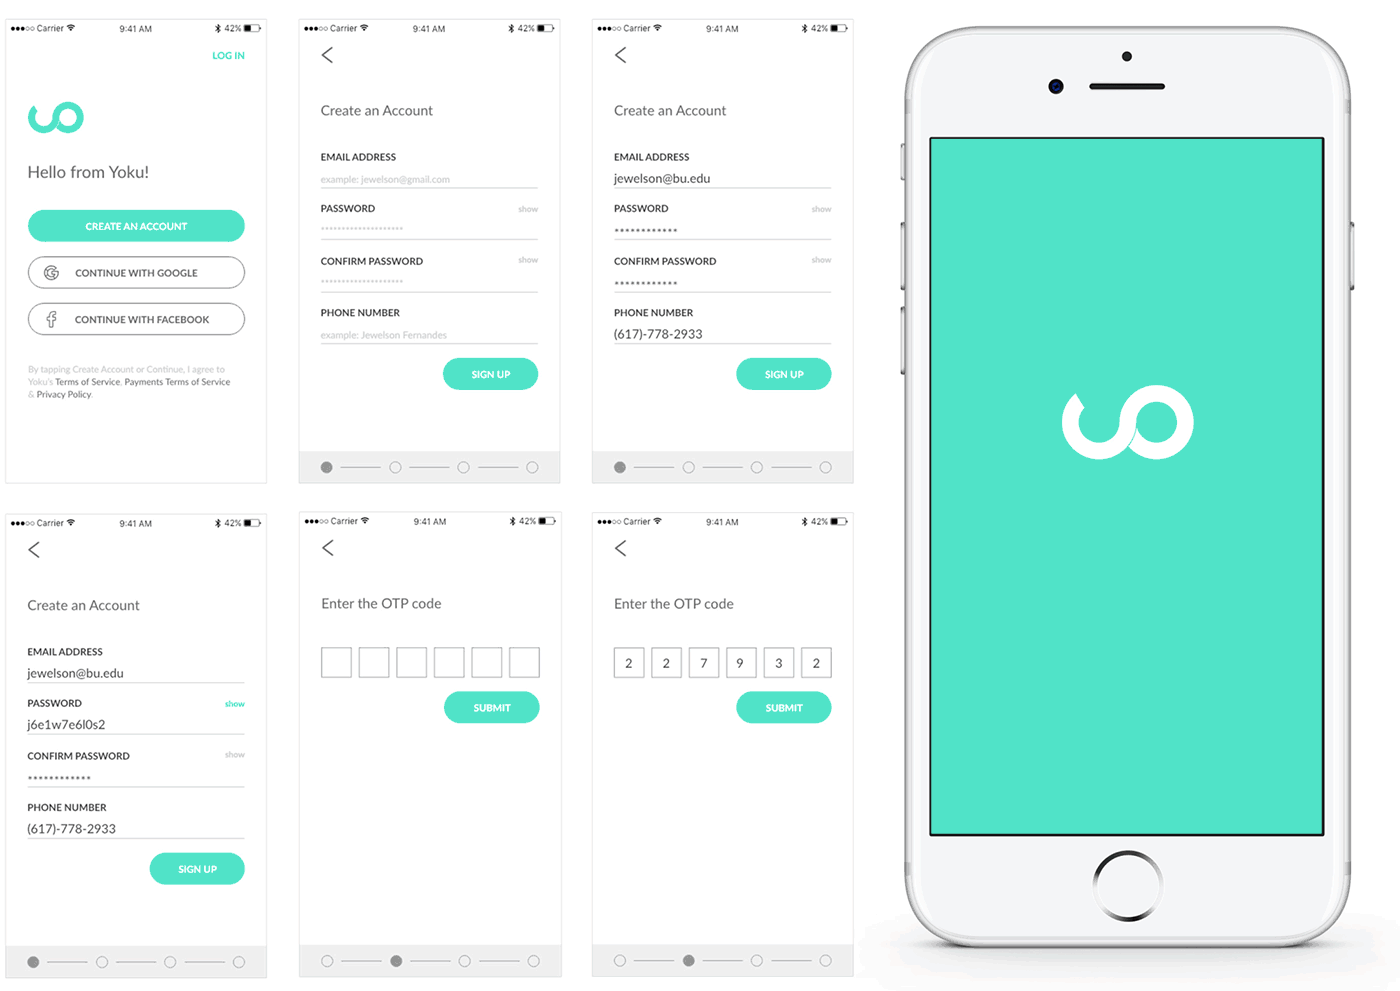 ●●●○○ Carrier 9:41 AM 42%
LOG IN
Hello from Yoku!
CREATE AN ACCOUNT
CONTINUE WITH GOOGLE
CONTINUE WITH FACEBOOK
By tapping Create Account or Continue, I agree to
Yoku's Terms of Service. Payments Terms of Service
& Privacy Policy.
●●●○○ Carrier 9:41 AM 42%
Create an Account
EMAIL ADDRESS
example: jewelson@gmail.com
PASSWORD show
********************
CONFIRM PASSWORD show
********************
PHONE NUMBER
example: Jewelson Fernandes
SIGN UP
●●●○○ Carrier 9:41 AM 42%
Create an Account
EMAIL ADDRESS
jewelson@bu.edu
PASSWORD show
************
CONFIRM PASSWORD show
************
PHONE NUMBER
(617)-778-2933
SIGN UP
●●●○○ Carrier 9:41 AM 42%
Create an Account
EMAIL ADDRESS
jewelson@bu.edu
PASSWORD show
j6e1w7e6l0s2
CONFIRM PASSWORD show
************
PHONE NUMBER
(617)-778-2933
SIGN UP
●●●○○ Carrier 9:41 AM 42%
Enter the OTP code
SUBMIT
●●●○○ Carrier 9:41 AM 42%
Enter the OTP code
2 2 7 9 3 2
SUBMIT